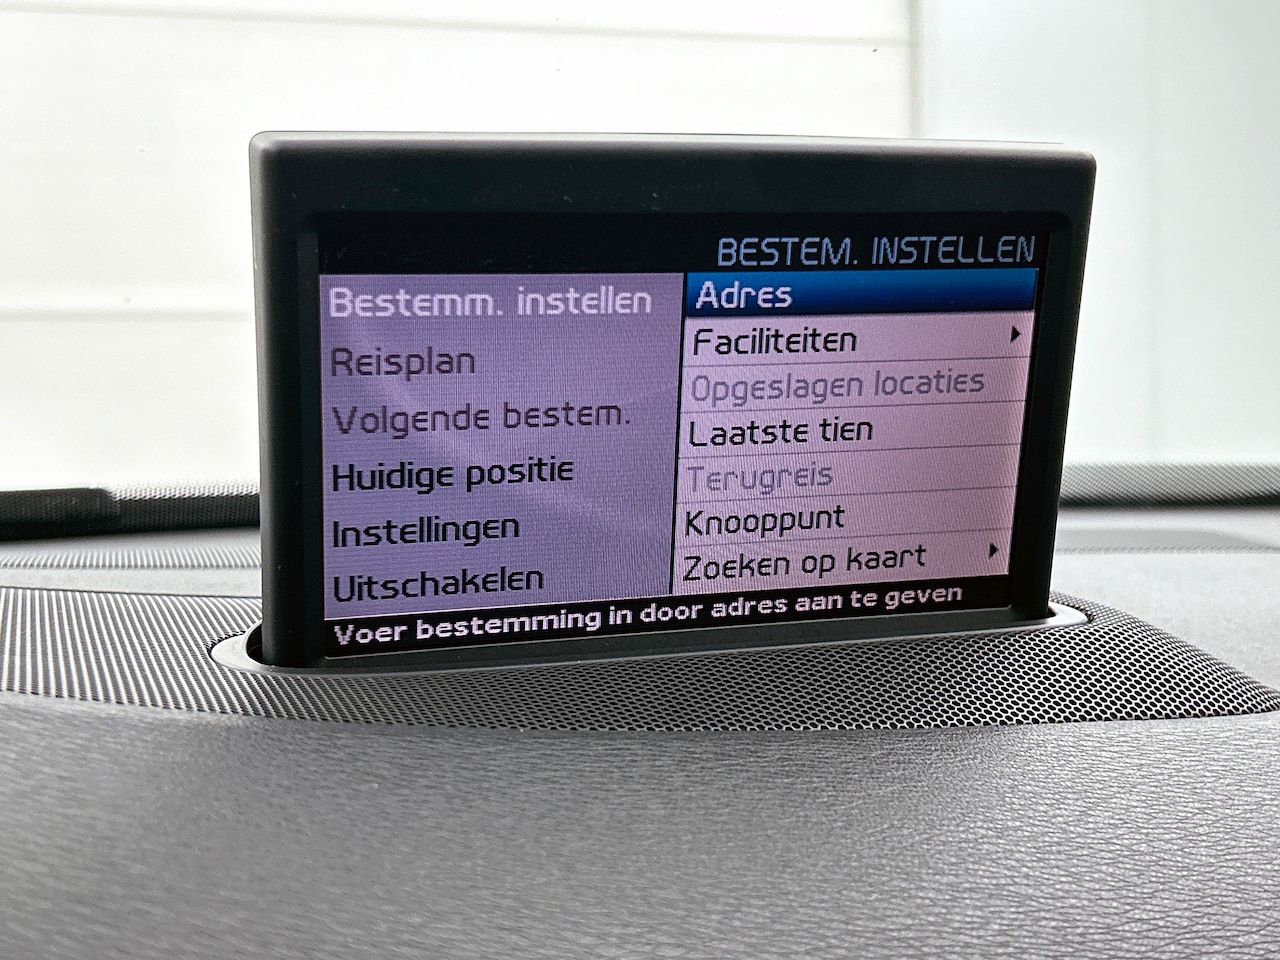 BESTEM. INSTELLEN
Bestemm. instellen
Reisplan
Volgende bestem.
Huidige positie
Instellingen
Uitschakelen
Adres
Faciliteiten
Opgeslagen locaties
Laatste tien
Terugreis
Knooppunt
Zoeken op kaart
Voer bestemming in door adres aan te geven